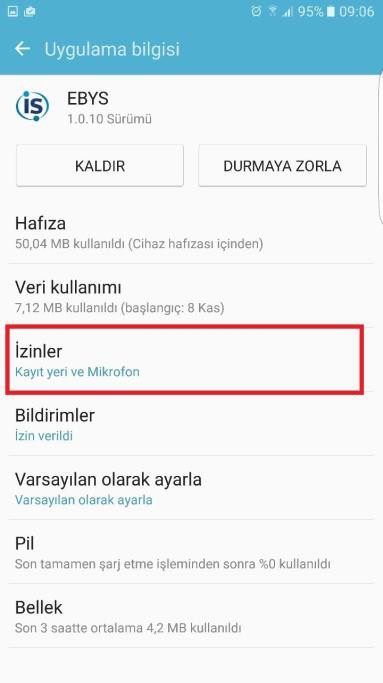 95% 09:06
Uygulama bilgisi
is
EBYS
1.0.10 Sürümü
KALDIR DURMAYA ZORLA
Hafıza
50,04 MB kullanıldı (Cihaz hafızası içinden)
Veri kullanımı
7,12 MB kullanıldı (başlangıç: 8 Kas)
İzinler
Kayıt yeri ve Mikrofon
Bildirimler
İzin verildi
Varsayılan olarak ayarla
Varsayılan olarak ayarla
Pil
Son tamamen şarj etme işleminden sonra %0 kullanıldı
Bellek
Son 3 saatte ortalama 4,2 MB kullanıldı